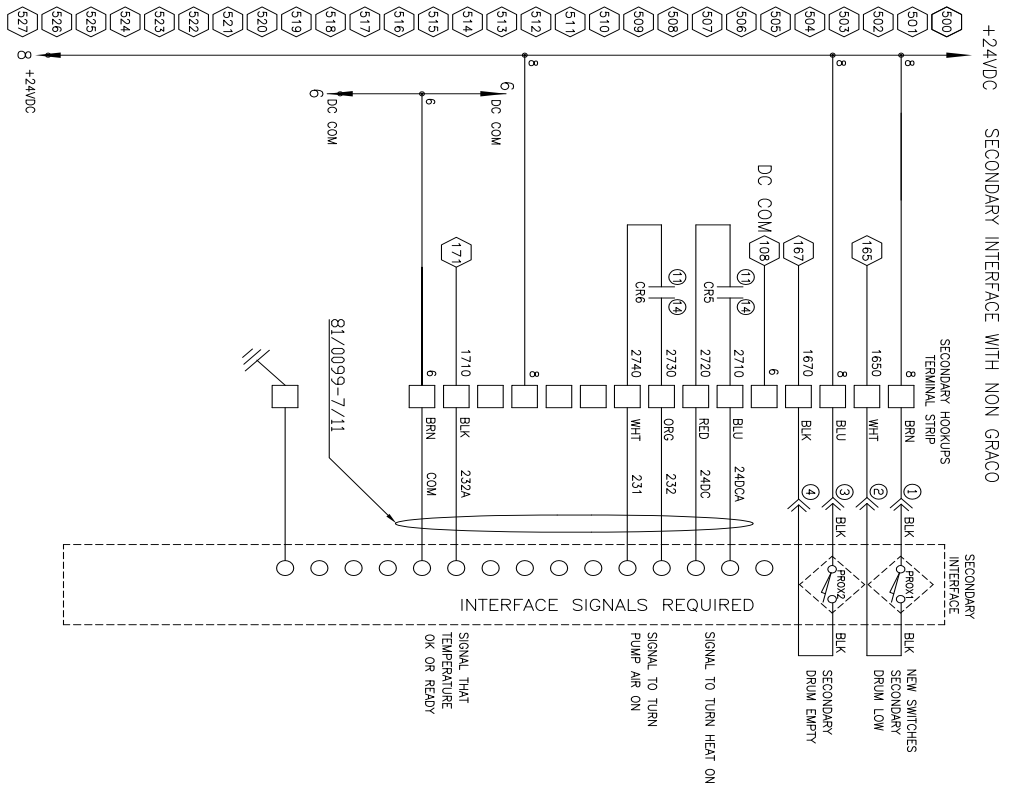 +24VDC SECONDARY INTERFACE WITH NON GRACO
500
501
502
503
504
505
506
507
508
509
510
511
512
513
514
515
516
517
518
519
520
521
522
523
524
525
526
527
8 +24VDC
8
8
8
6 DC COM
6
6 DC COM
DC COM
108
165
167
171
11
14
CR5
11
14
CR6
SECONDARY HOOKUPS
TERMINAL STRIP
8 BRN
1650 WHT
8 BLU
1670 BLK
6
2710 BLU 24DCA
2720 RED 24DC
2730 ORG 232
2740 WHT 231
8
1710 BLK 232A
6 BRN COM
81/0099-7/11
1
2
3
4
BLK
BLK
PROX1
PROX2
BLK
BLK
SECONDARY
INTERFACE
INTERFACE SIGNALS REQUIRED
NEW SWITCHES
SECONDARY
DRUM LOW
SECONDARY
DRUM EMPTY
SIGNAL TO TURN HEAT ON
SIGNAL TO TURN
PUMP AIR ON
SIGNAL THAT
TEMPERATURE
OK OR READY